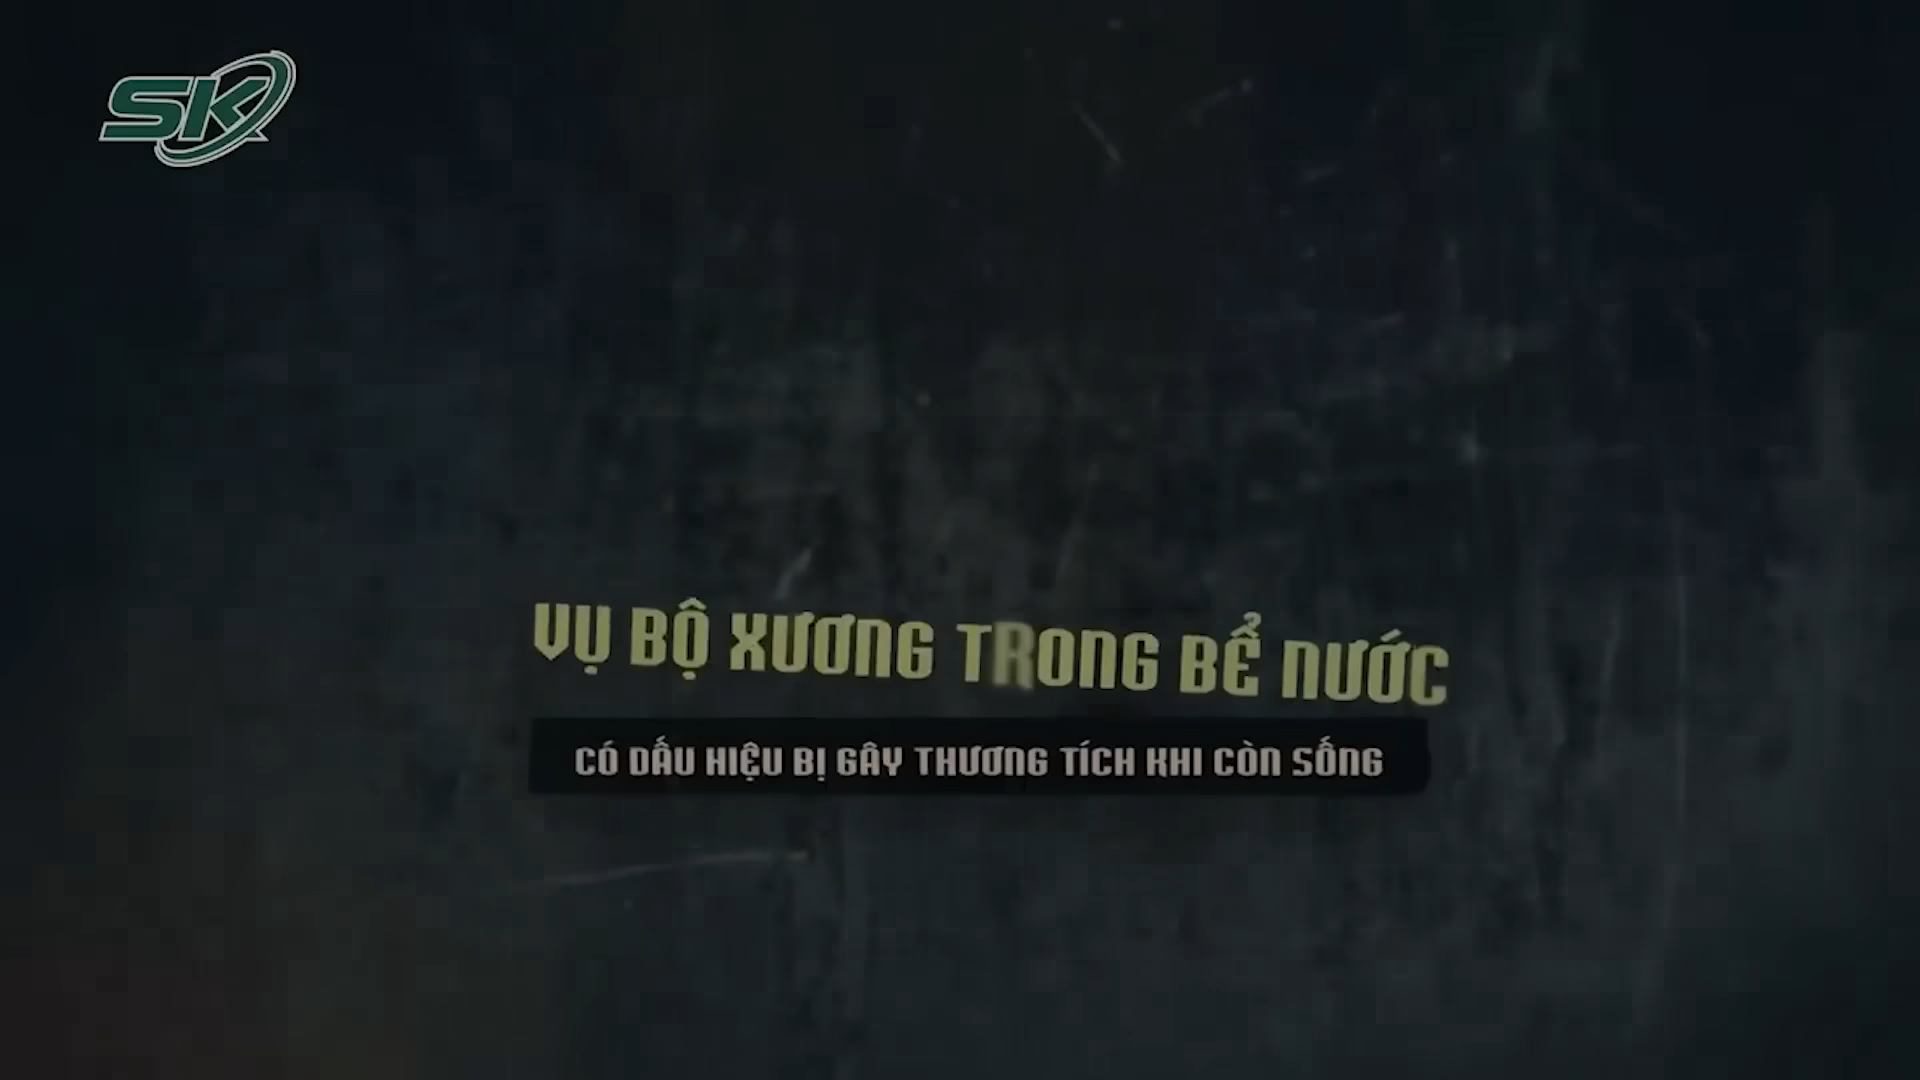 SK
VỤ BỘ XƯƠNG TRONG BỂ NƯỚC
CÓ DẤU HIỆU BỊ GÂY THƯƠNG TÍCH KHI CÒN SỐNG